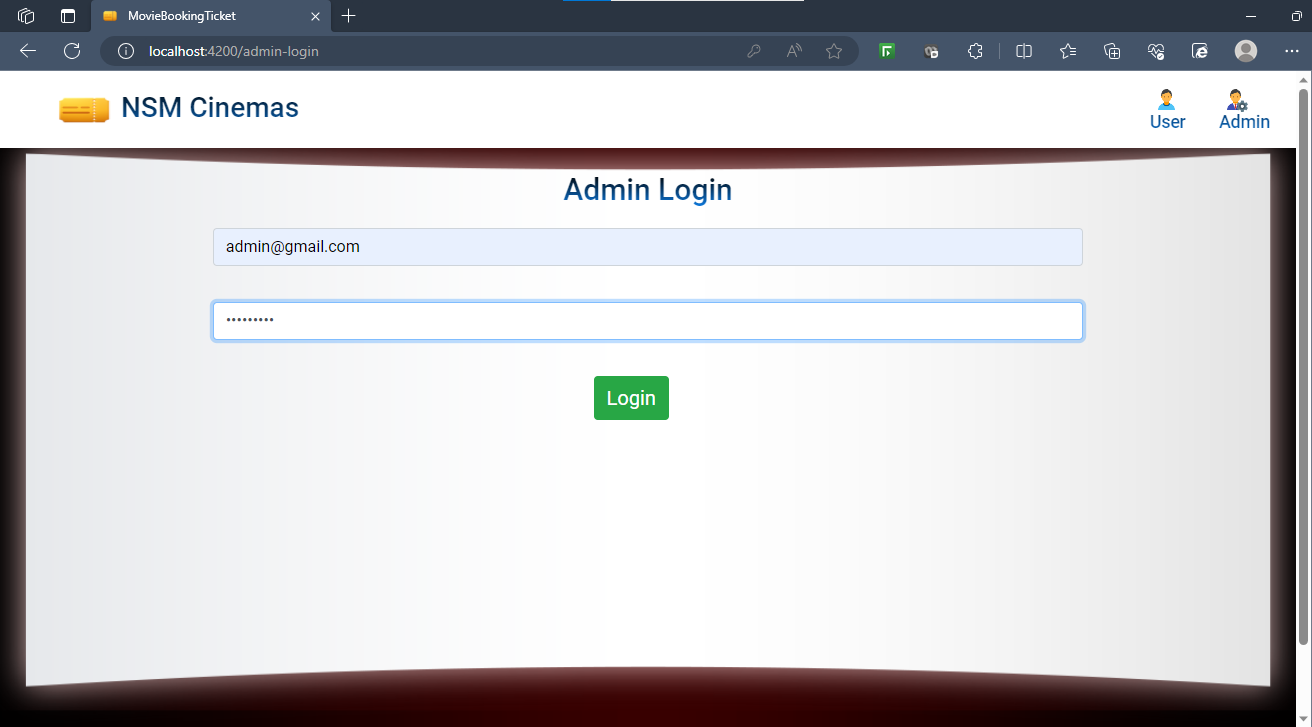 MovieBookingTicket
localhost:4200/admin-login
NSM Cinemas
User
Admin
Admin Login
admin@gmail.com
•••••••••
Login